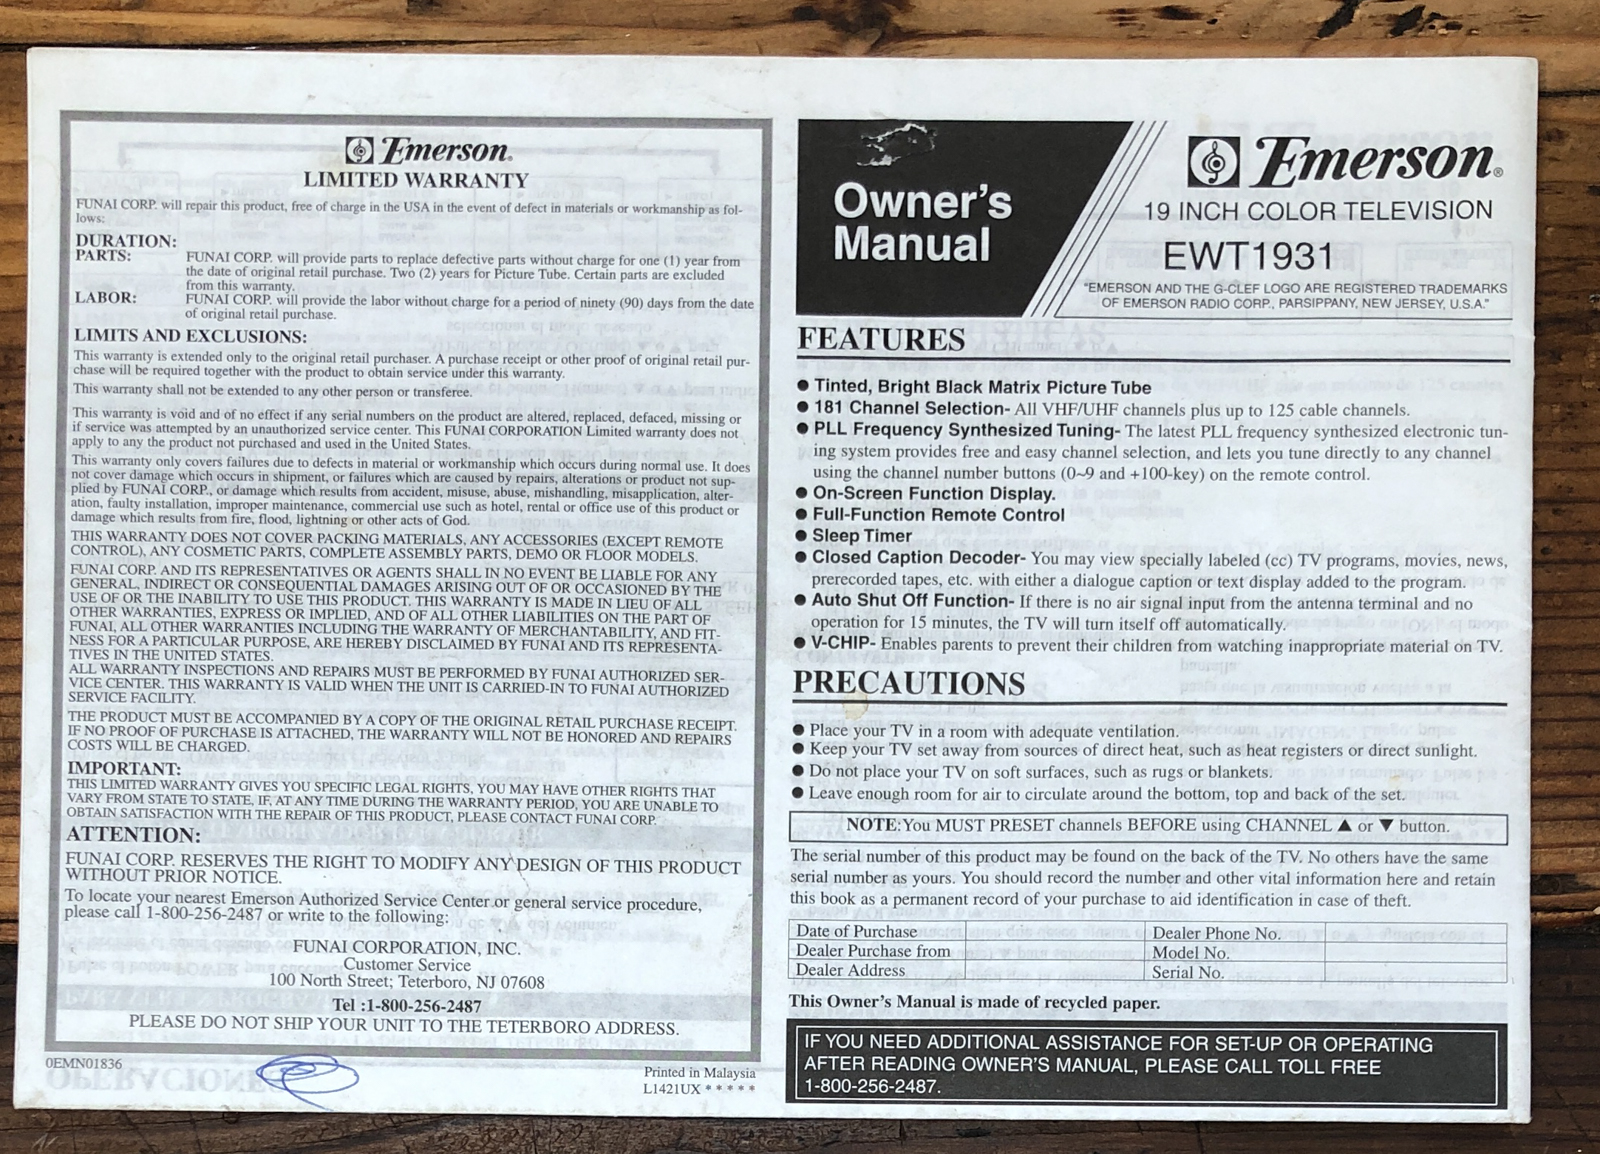 Emerson®
LIMITED WARRANTY
FUNAI CORP. will repair this product, free of charge in the USA in the event of defect in materials or workmanship as fol-
lows:
DURATION:
PARTS: FUNAI CORP. will provide parts to replace defective parts without charge for one (1) year from
the date of original retail purchase. Two (2) years for Picture Tube. Certain parts are excluded
from this warranty.
LABOR: FUNAI CORP. will provide the labor without charge for a period of ninety (90) days from the date
of original retail purchase.
LIMITS AND EXCLUSIONS:
This warranty is extended only to the original retail purchaser. A purchase receipt or other proof of original retail pur-
chase will be required together with the product to obtain service under this warranty.
This warranty shall not be extended to any other person or transferee.
This warranty is void and of no effect if any serial numbers on the product are altered, replaced, defaced, missing or
if service was attempted by an unauthorized service center. This FUNAI CORPORATION Limited warranty does not
apply to any the product not purchased and used in the United States.
This warranty only covers failures due to defects in material or workmanship which occurs during normal use. It does
not cover damage which occurs in shipment, or failures which are caused by repairs, alterations or product not sup-
plied by FUNAI CORP., or damage which results from accident, misuse, abuse, mishandling, misapplication, alter-
ation, faulty installation, improper maintenance, commercial use such as hotel, rental or office use of this product or
damage which results from fire, flood, lightning or other acts of God.
THIS WARRANTY DOES NOT COVER PACKING MATERIALS, ANY ACCESSORIES (EXCEPT REMOTE
CONTROL), ANY COSMETIC PARTS, COMPLETE ASSEMBLY PARTS, DEMO OR FLOOR MODELS.
FUNAI CORP. AND ITS REPRESENTATIVES OR AGENTS SHALL IN NO EVENT BE LIABLE FOR ANY
GENERAL, INDIRECT OR CONSEQUENTIAL DAMAGES ARISING OUT OF OR OCCASIONED BY THE
USE OF OR THE INABILITY TO USE THIS PRODUCT. THIS WARRANTY IS MADE IN LIEU OF ALL
OTHER WARRANTIES, EXPRESS OR IMPLIED, AND OF ALL OTHER LIABILITIES ON THE PART OF
FUNAI, ALL OTHER WARRANTIES INCLUDING THE WARRANTY OF MERCHANTABILITY, AND FIT-
NESS FOR A PARTICULAR PURPOSE, ARE HEREBY DISCLAIMED BY FUNAI AND ITS REPRESENTA-
TIVES IN THE UNITED STATES.
ALL WARRANTY INSPECTIONS AND REPAIRS MUST BE PERFORMED BY FUNAI AUTHORIZED SER-
VICE CENTER. THIS WARRANTY IS VALID WHEN THE UNIT IS CARRIED-IN TO FUNAI AUTHORIZED
SERVICE FACILITY.
THE PRODUCT MUST BE ACCOMPANIED BY A COPY OF THE ORIGINAL RETAIL PURCHASE RECEIPT.
IF NO PROOF OF PURCHASE IS ATTACHED, THE WARRANTY WILL NOT BE HONORED AND REPAIRS
COSTS WILL BE CHARGED.
IMPORTANT:
THIS LIMITED WARRANTY GIVES YOU SPECIFIC LEGAL RIGHTS, YOU MAY HAVE OTHER RIGHTS THAT
VARY FROM STATE TO STATE, IF, AT ANY TIME DURING THE WARRANTY PERIOD, YOU ARE UNABLE TO
OBTAIN SATISFACTION WITH THE REPAIR OF THIS PRODUCT, PLEASE CONTACT FUNAI CORP.
ATTENTION:
FUNAI CORP. RESERVES THE RIGHT TO MODIFY ANY DESIGN OF THIS PRODUCT
WITHOUT PRIOR NOTICE.
To locate your nearest Emerson Authorized Service Center or general service procedure,
please call 1-800-256-2487 or write to the following:
FUNAI CORPORATION, INC.
Customer Service
100 North Street; Teterboro, NJ 07608
Tel :1-800-256-2487
PLEASE DO NOT SHIP YOUR UNIT TO THE TETERBORO ADDRESS.
0EMN01836
Printed in Malaysia
L1421UX * * * * *
Owner's
Manual
Emerson®
19 INCH COLOR TELEVISION
EWT1931
"EMERSON AND THE G-CLEF LOGO ARE REGISTERED TRADEMARKS
OF EMERSON RADIO CORP., PARSIPPANY, NEW JERSEY, U.S.A."
FEATURES
● Tinted, Bright Black Matrix Picture Tube
● 181 Channel Selection- All VHF/UHF channels plus up to 125 cable channels.
● PLL Frequency Synthesized Tuning- The latest PLL frequency synthesized electronic tun-
ing system provides free and easy channel selection, and lets you tune directly to any channel
using the channel number buttons (0~9 and +100-key) on the remote control.
● On-Screen Function Display.
● Full-Function Remote Control
● Sleep Timer
● Closed Caption Decoder- You may view specially labeled (cc) TV programs, movies, news,
prerecorded tapes, etc. with either a dialogue caption or text display added to the program.
● Auto Shut Off Function- If there is no air signal input from the antenna terminal and no
operation for 15 minutes, the TV will turn itself off automatically.
● V-CHIP- Enables parents to prevent their children from watching inappropriate material on TV.
PRECAUTIONS
● Place your TV in a room with adequate ventilation.
● Keep your TV set away from sources of direct heat, such as heat registers or direct sunlight.
● Do not place your TV on soft surfaces, such as rugs or blankets.
● Leave enough room for air to circulate around the bottom, top and back of the set.
NOTE:You MUST PRESET channels BEFORE using CHANNEL ▲ or ▼ button.
The serial number of this product may be found on the back of the TV. No others have the same
serial number as yours. You should record the number and other vital information here and retain
this book as a permanent record of your purchase to aid identification in case of theft.
Date of Purchase Dealer Phone No.
Dealer Purchase from Model No.
Dealer Address Serial No.
This Owner's Manual is made of recycled paper.
IF YOU NEED ADDITIONAL ASSISTANCE FOR SET-UP OR OPERATING
AFTER READING OWNER'S MANUAL, PLEASE CALL TOLL FREE
1-800-256-2487.